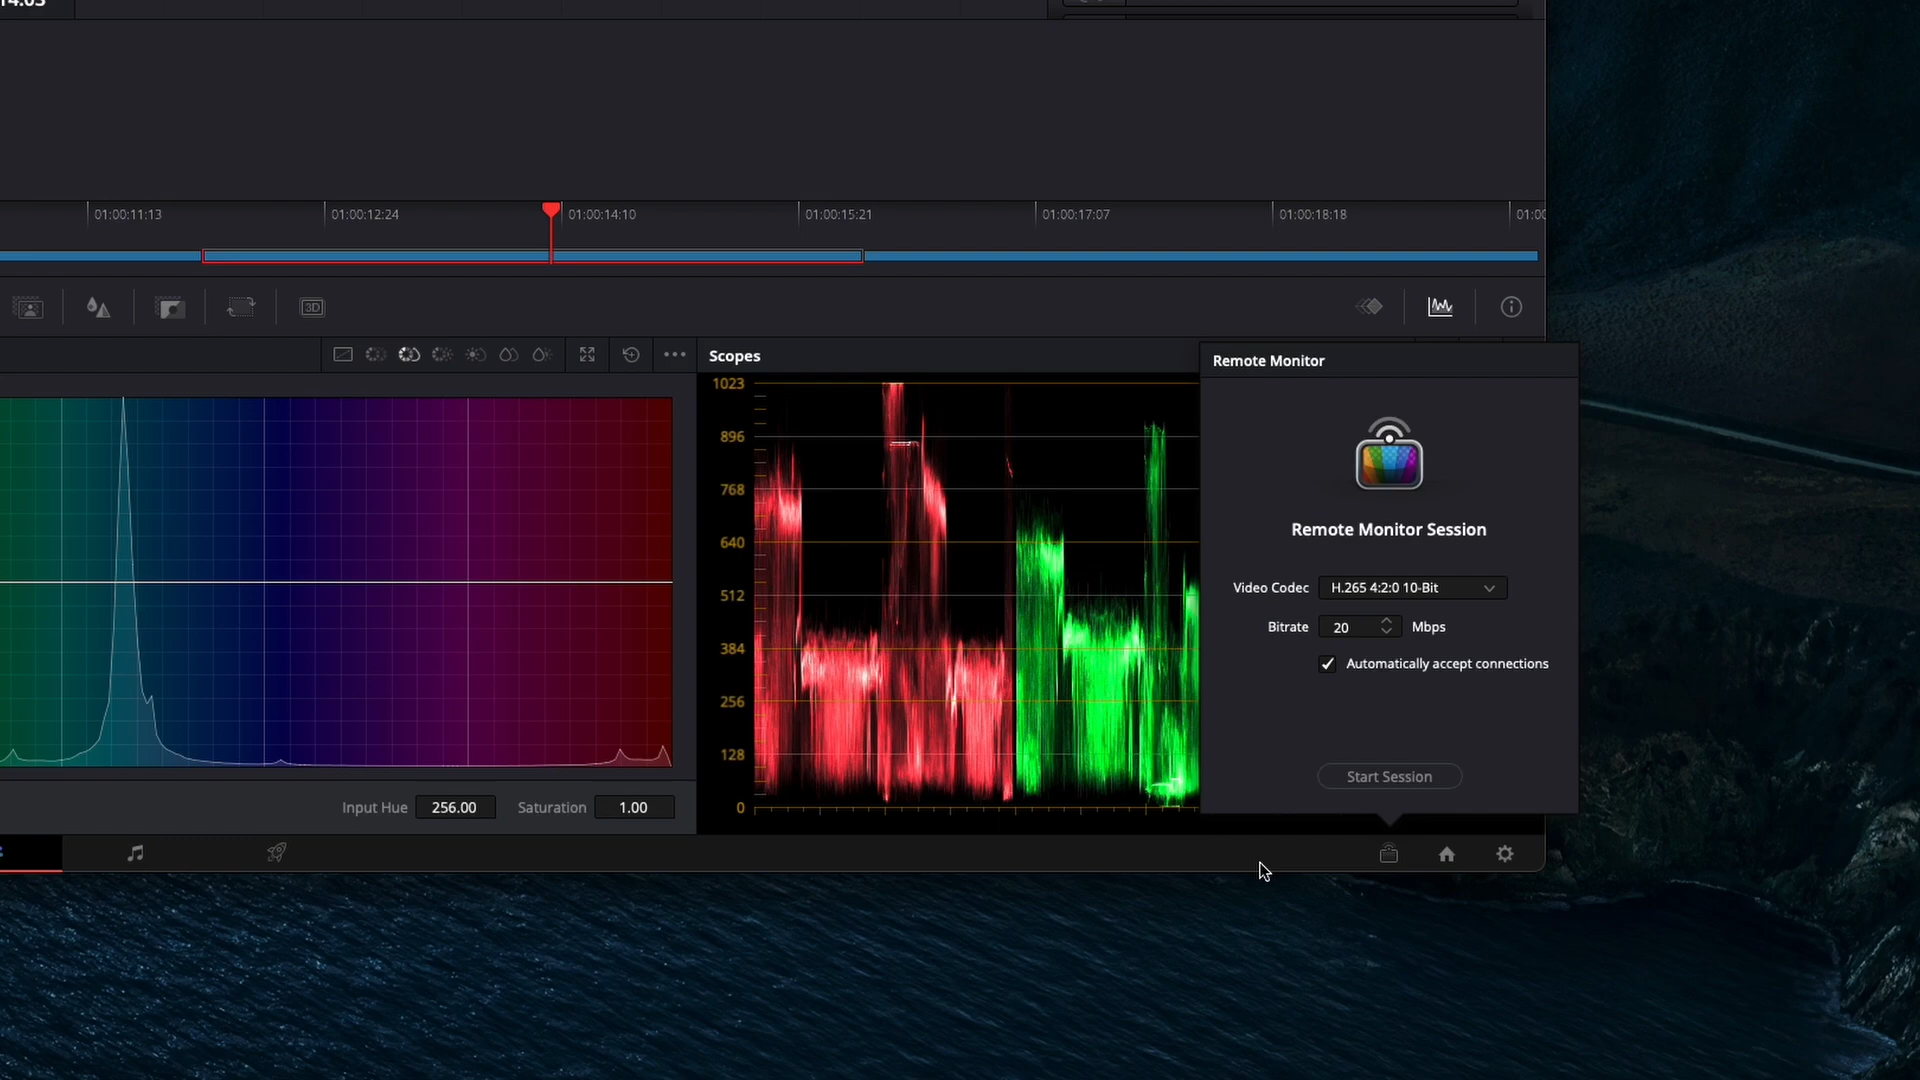 01:00:11:13
01:00:12:24
01:00:14:10
01:00:15:21
01:00:17:07
01:00:18:18
3D
Scopes
1023
896
768
640
512
384
256
128
0
Input Hue 256.00 Saturation 1.00
Remote Monitor
Remote Monitor Session
Video Codec H.265 4:2:0 10-Bit
Bitrate 20 Mbps
Automatically accept connections
Start Session